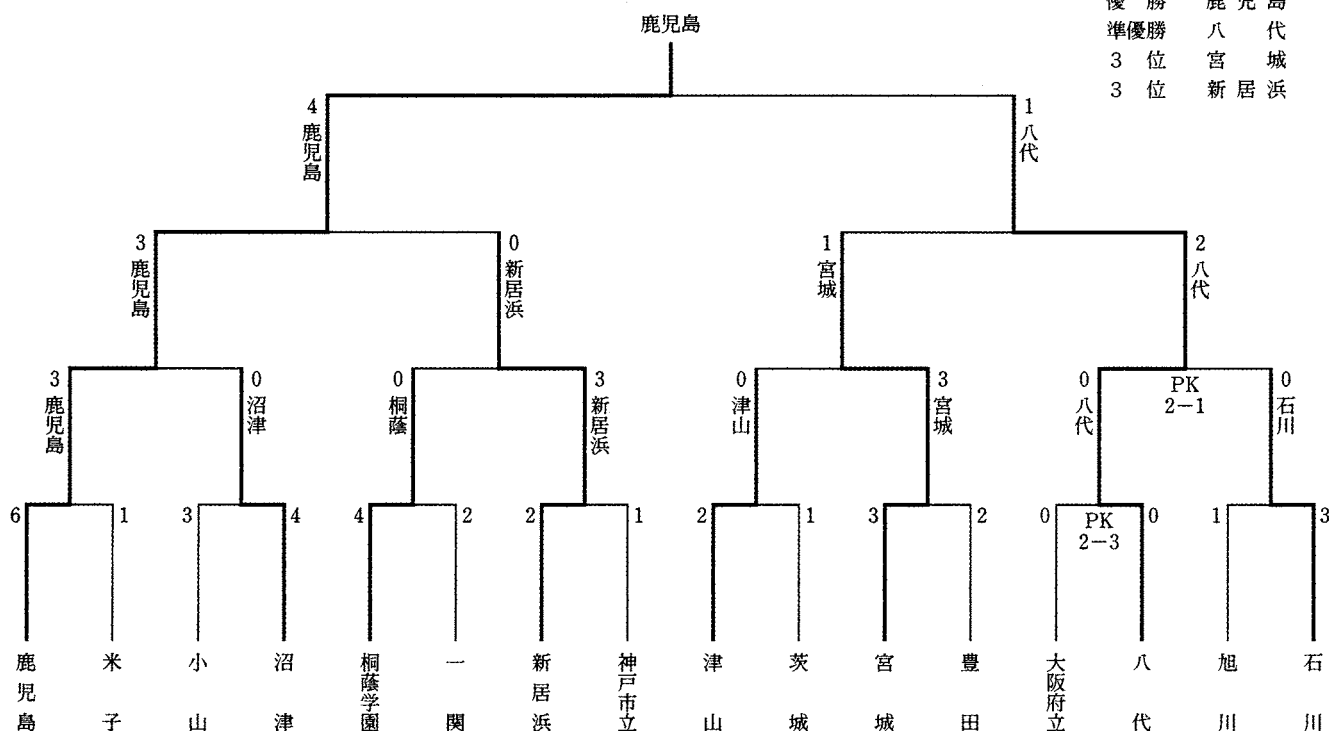 優勝 鹿児島
準優勝 八代
3位 宮城
3位 新居浜
鹿児島
4 1
鹿児島 八代
3 0 1 2
鹿児島 新居浜 宮城 八代
3 0 0 3 0 3 0 PK 0
2-1
鹿児島 沼津 桐蔭 新居浜 津山 宮城 八代 石川
6 1 3 4 4 2 2 1 2 1 3 2 0 PK 0 1 3
2-3
鹿児島 米子 小山 沼津 桐蔭学園 一関 新居浜 神戸市立 津山 茨城 宮城 豊田 大阪府立 八代 旭川 石川